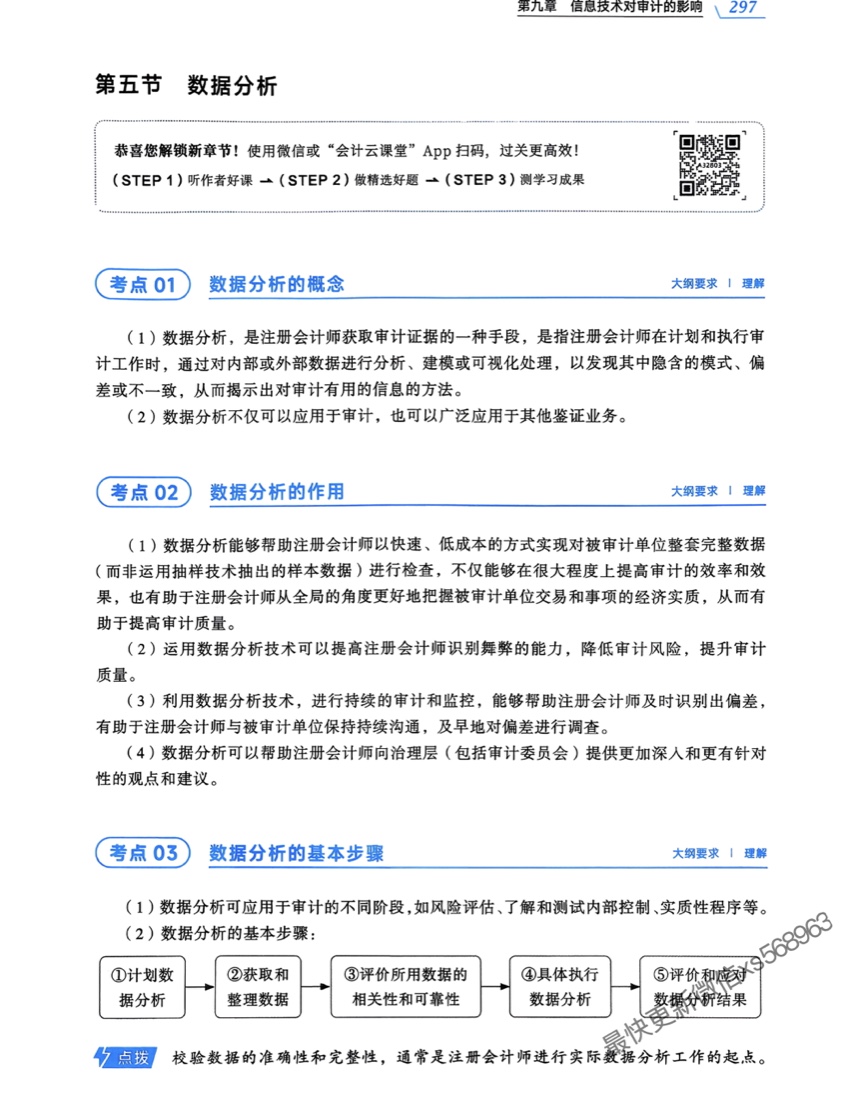 第九章 信息技术对审计的影响 297
第五节 数据分析
恭喜您解锁新章节！使用微信或“会计云课堂”App 扫码，过关更高效！
（STEP 1）听作者好课 →（STEP 2）做精选好题 →（STEP 3）测学习成果
A32803
考点 01 数据分析的概念 大纲要求 | 理解
（1）数据分析，是注册会计师获取审计证据的一种手段，是指注册会计师在计划和执行审
计工作时，通过对内部或外部数据进行分析、建模或可视化处理，以发现其中隐含的模式、偏
差或不一致，从而揭示出对审计有用的信息的方法。
（2）数据分析不仅可以应用于审计，也可以广泛应用于其他鉴证业务。
考点 02 数据分析的作用 大纲要求 | 理解
（1）数据分析能够帮助注册会计师以快速、低成本的方式实现对被审计单位整套完整数据
（而非运用抽样技术抽出的样本数据）进行检查，不仅能够在很大程度上提高审计的效率和效
果，也有助于注册会计师从全局的角度更好地把握被审计单位交易和事项的经济实质，从而有
助于提高审计质量。
（2）运用数据分析技术可以提高注册会计师识别舞弊的能力，降低审计风险，提升审计
质量。
（3）利用数据分析技术，进行持续的审计和监控，能够帮助注册会计师及时识别出偏差，
有助于注册会计师与被审计单位保持持续沟通，及早地对偏差进行调查。
（4）数据分析可以帮助注册会计师向治理层（包括审计委员会）提供更加深入和更有针对
性的观点和建议。
考点 03 数据分析的基本步骤 大纲要求 | 理解
（1）数据分析可应用于审计的不同阶段，如风险评估、了解和测试内部控制、实质性程序等。
（2）数据分析的基本步骤：
①计划数
据分析
②获取和
整理数据
③评价所用数据的
相关性和可靠性
④具体执行
数据分析
⑤评价和应对
数据分析结果
最快更新微信xs568963
点拨 校验数据的准确性和完整性，通常是注册会计师进行实际数据分析工作的起点。